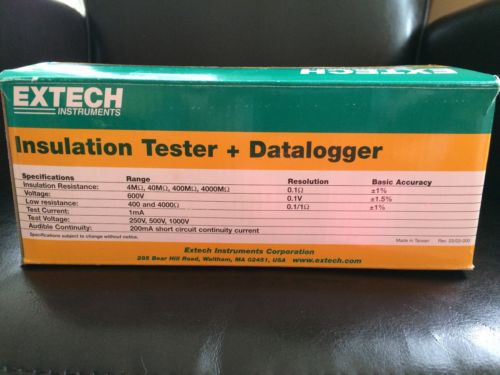 EXTECH
EXTECH
INSTRUMENTS
Insulation Tester + Datalogger
Specifications Range Resolution Basic Accuracy
Insulation Resistance: 4MΩ, 40MΩ, 400MΩ, 4000MΩ 0.1Ω ±1%
Voltage: 600V 0.1V ±1.5%
Low resistance: 400 and 4000Ω 0.1/1Ω ±1%
Test Current: 1mA
Test Voltage: 250V, 500V, 1000V
Audible Continuity: 200mA short circuit continuity current
Specifications subject to change without notice.
Made in Taiwan
Extech Instruments Corporation
285 Bear Hill Road, Waltham, MA 02451, USA www.extech.com